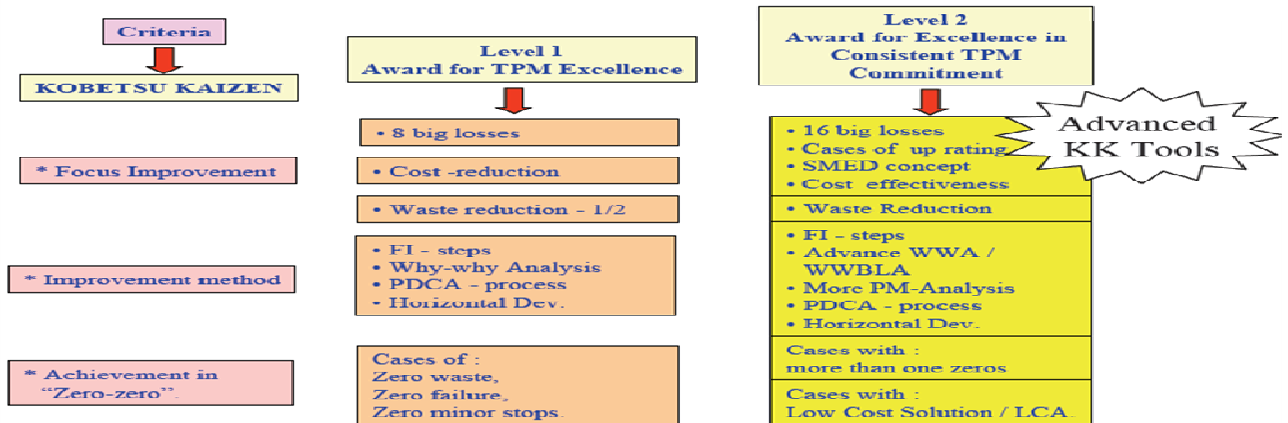 Criteria
KOBETSU KAIZEN
* Focus Improvement
* Improvement method
* Achievement in
“Zero-zero”.
Level 1
Award for TPM Excellence
• 8 big losses
• Cost -reduction
• Waste reduction - 1/2
• FI - steps
• Why-why Analysis
• PDCA - process
• Horizontal Dev.
Cases of :
Zero waste,
Zero failure,
Zero minor stops.
Level 2
Award for Excellence in
Consistent TPM
Commitment
• 16 big losses
• Cases of up rating
• SMED concept
• Cost effectiveness
• Waste Reduction
• FI - steps
• Advance WWA /
WWBLA
• More PM-Analysis
• PDCA - process
• Horizontal Dev.
Cases with :
more than one zeros
Cases with :
Low Cost Solution / LCA.
Advanced
KK Tools